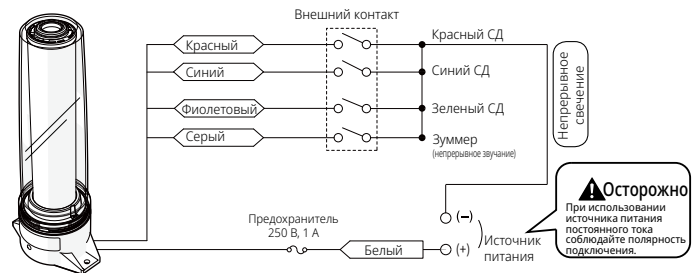 Внешний контакт
Красный
Красный СД
Синий
Синий СД
Фиолетовый
Зеленый СД
Серый
Зуммер
(непрерывное звучание)
Непрерывное
свечение
Предохранитель
250 В, 1 А
Белый
(–)
(+)
Источник
питания
Осторожно
При использовании
источника питания
постоянного тока
соблюдайте полярность
подключения.